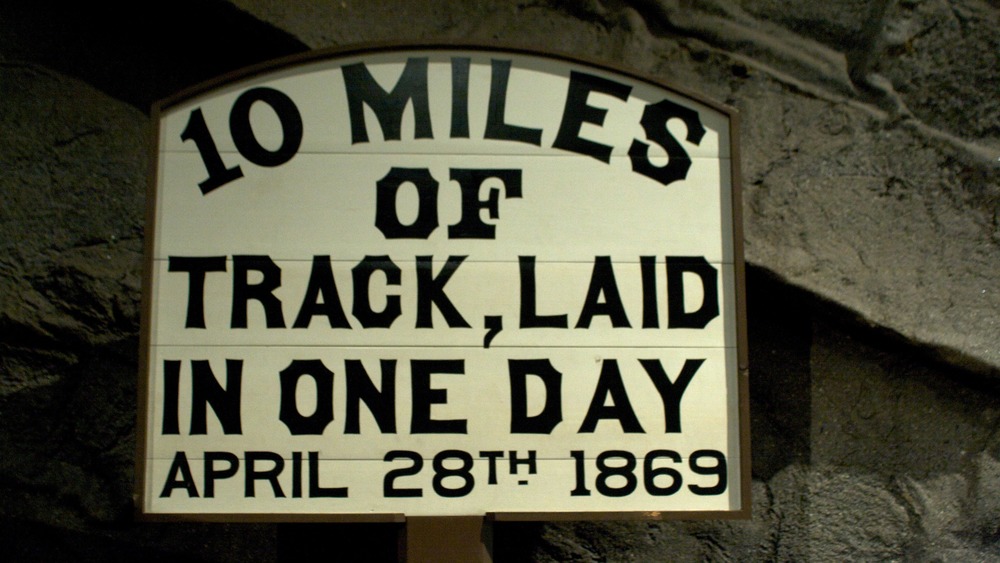 10 MILES
OF
TRACK, LAID
IN ONE DAY
APRIL 28TH 1869